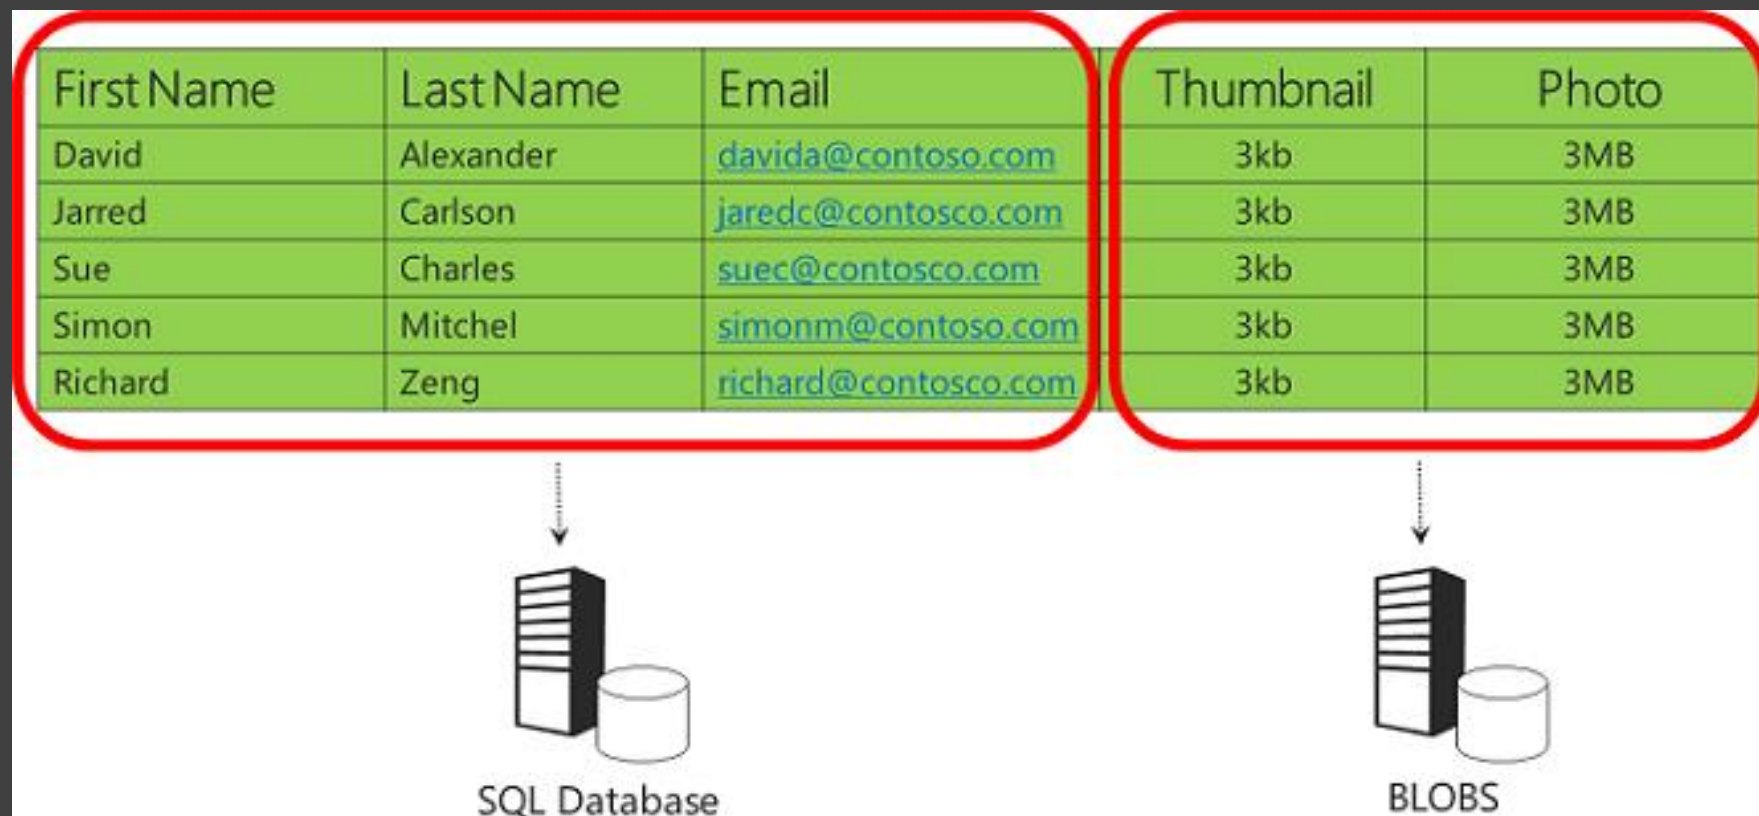 First Name Last Name Email Thumbnail Photo
David Alexander davida@contoso.com 3kb 3MB
Jarred Carlson jaredc@contosco.com 3kb 3MB
Sue Charles suec@contosco.com 3kb 3MB
Simon Mitchel simonm@contoso.com 3kb 3MB
Richard Zeng richard@contosco.com 3kb 3MB
SQL Database BLOBS